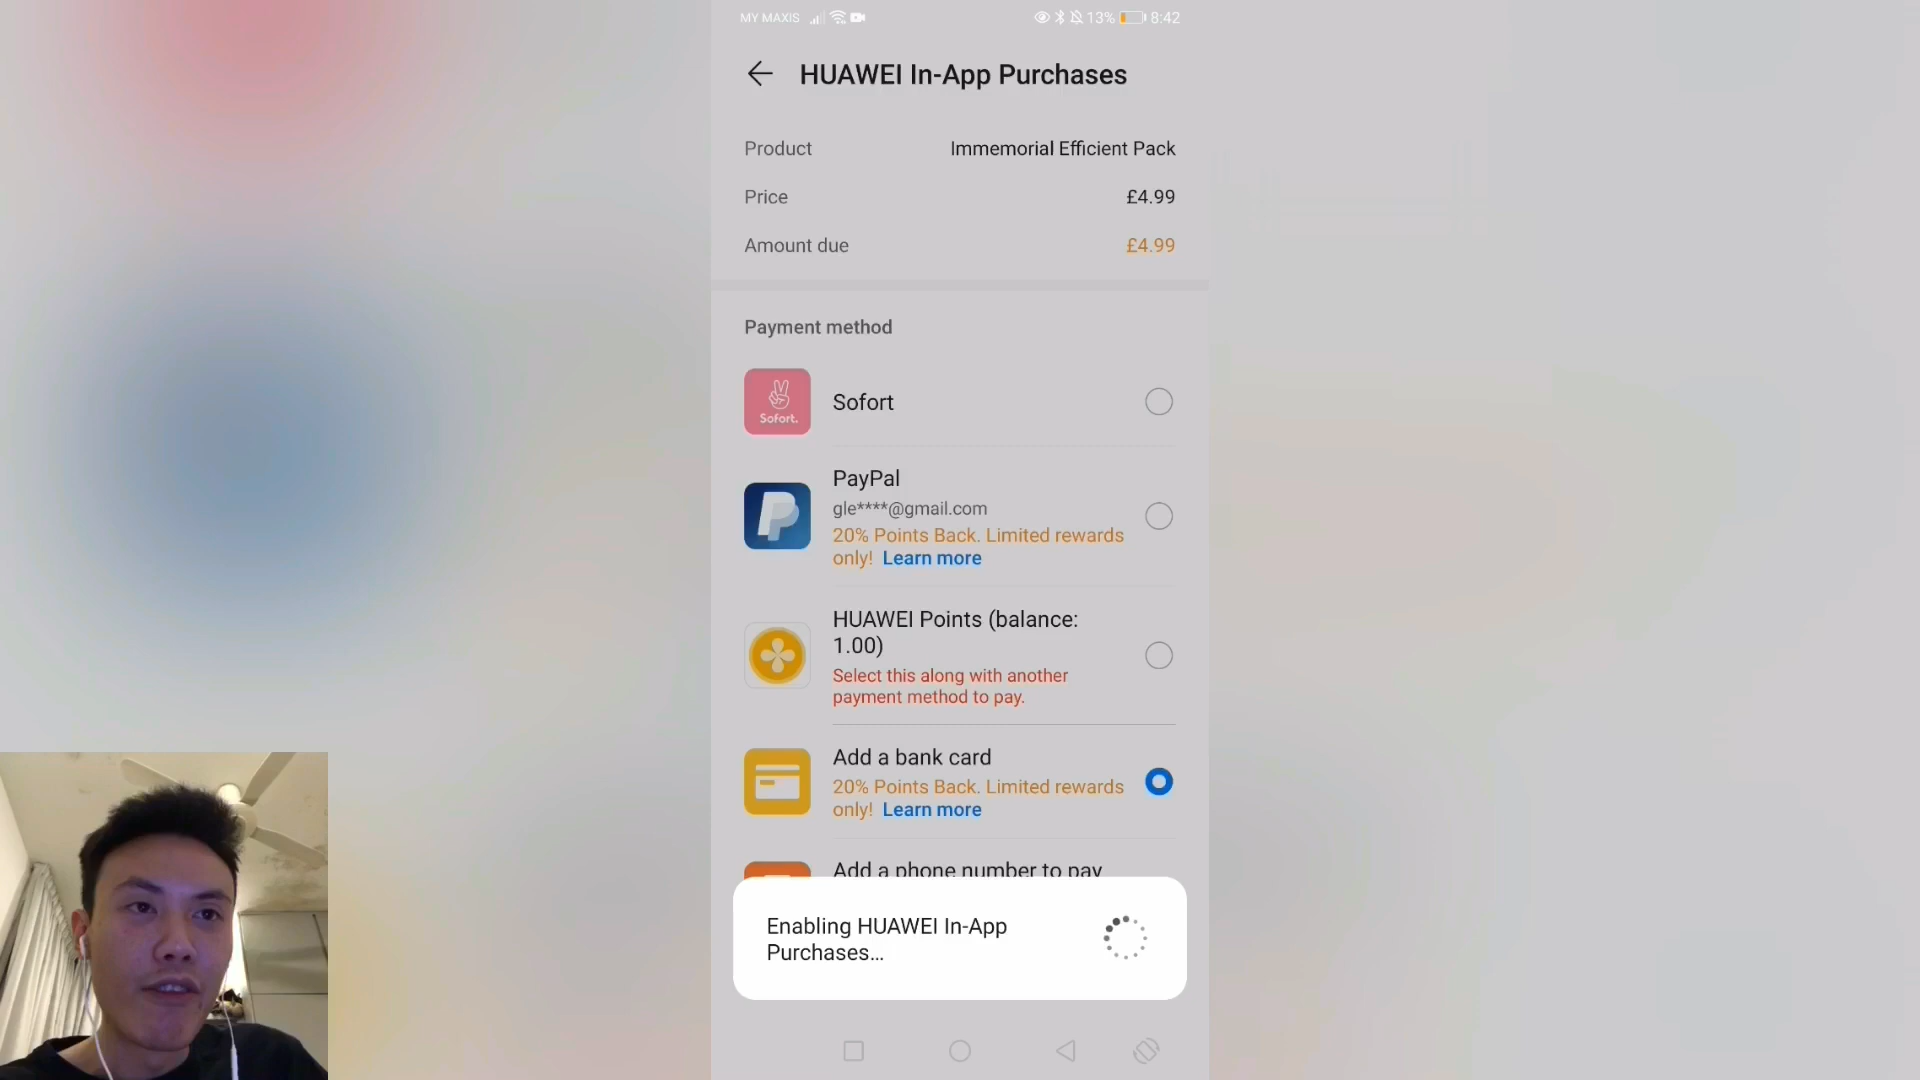 MY MAXIS
13% 8:42
HUAWEI In-App Purchases
Product Immemorial Efficient Pack
Price £4.99
Amount due £4.99
Payment method
Sofort.
Sofort
PayPal
gle****@gmail.com
20% Points Back. Limited rewards
only! Learn more
HUAWEI Points (balance:
1.00)
Select this along with another
payment method to pay.
Add a bank card
20% Points Back. Limited rewards
only! Learn more
Add a phone number to pay
Enabling HUAWEI In-App
Purchases...